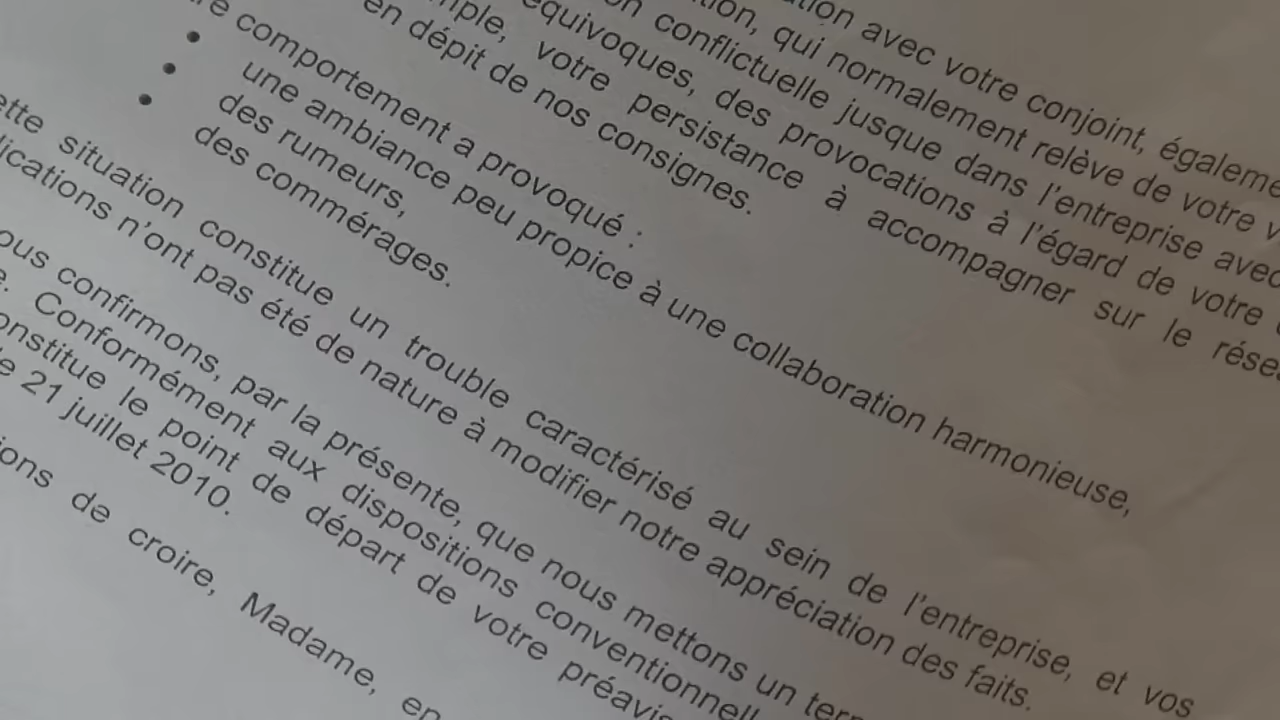 avec votre conjoint, égaleme
qui normalement relève de votre v
conflictuelle jusque dans l'entreprise avec
équivoques, des provocations à l'égard de votre
mple, votre persistance à accompagner sur le rése
en dépit de nos consignes.
re comportement a provoqué :
• une ambiance peu propice à une collaboration harmonieuse,
• des rumeurs,
• des commérages.
ette situation constitue un trouble caractérisé au sein de l'entreprise, et vos
lications n'ont pas été de nature à modifier notre appréciation des faits.
ous confirmons, par la présente, que nous mettons un ter
e. Conformément aux dispositions conventionnell
onstitue le point de départ de votre préavis
e 21 juillet 2010.
ions de croire, Madame, en